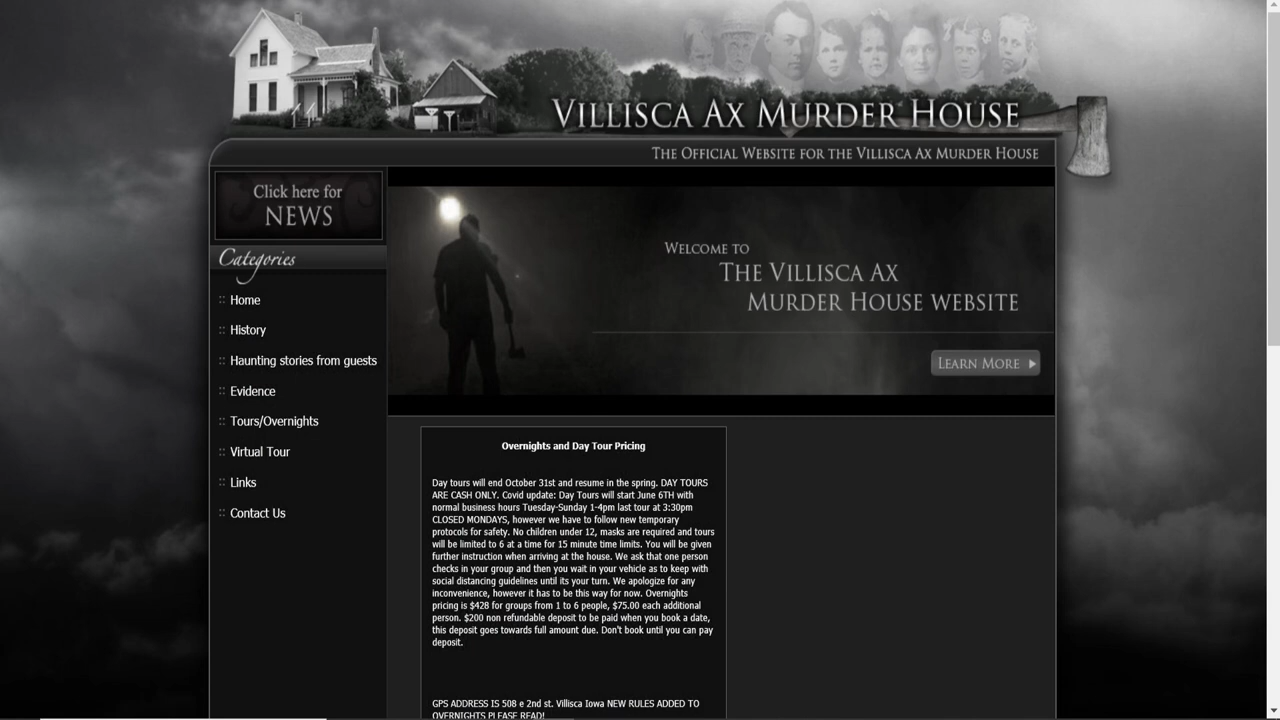 VILLISCA AX MURDER HOUSE
THE OFFICIAL WEBSITE FOR THE VILLISCA AX MURDER HOUSE
Click here for
NEWS
Categories
:: Home
:: History
:: Haunting stories from guests
:: Evidence
:: Tours/Overnights
:: Virtual Tour
:: Links
:: Contact Us
WELCOME TO
THE VILLISCA AX
MURDER HOUSE WEBSITE
LEARN MORE
Overnights and Day Tour Pricing
Day tours will end October 31st and resume in the spring. DAY TOURS
ARE CASH ONLY. Covid update: Day Tours will start June 6TH with
normal business hours Tuesday-Sunday 1-4pm last tour at 3:30pm
CLOSED MONDAYS, however we have to follow new temporary
protocols for safety. No children under 12, masks are required and tours
will be limited to 6 at a time for 15 minute time limits. You will be given
further instruction when arriving at the house. We ask that one person
checks in your group and then you wait in your vehicle as to keep with
social distancing guidelines until its your turn. We apologize for any
inconvenience, however it has to be this way for now. Overnights
pricing is $428 for groups from 1 to 6 people, $75.00 each additional
person. $200 non refundable deposit to be paid when you book a date,
this deposit goes towards full amount due. Don't book until you can pay
deposit.
GPS ADDRESS IS 508 e 2nd st. Villisca Iowa NEW RULES ADDED TO
OVERNIGHTS PLEASE READ!